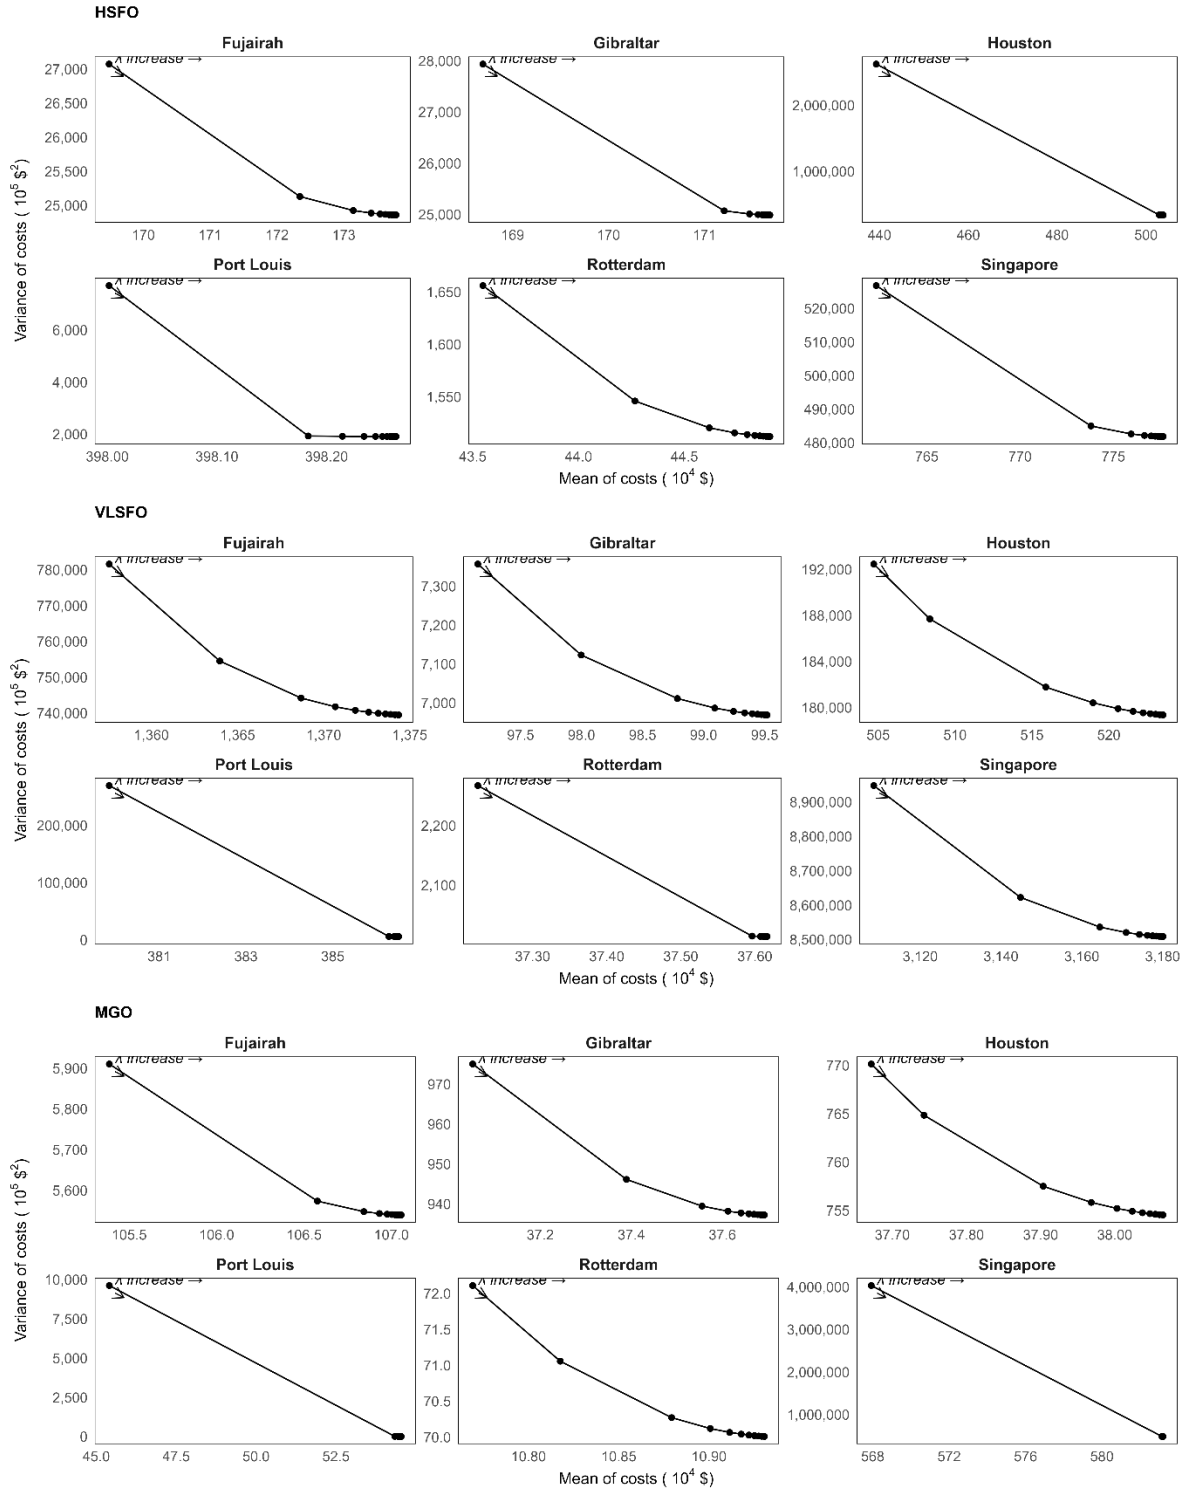 HSFO
Fujairah Gibraltar Houston
λ increase → λ increase → λ increase →
27,000 28,000
26,500 27,000 2,000,000
26,000
25,500 26,000 1,000,000
25,000 25,000
170 171 172 173 169 170 171 440 460 480 500
Port Louis Rotterdam Singapore
λ increase → λ increase → λ increase →
1,650 520,000
6,000 510,000
1,600 500,000
4,000
1,550 490,000
2,000 480,000
398.00 398.10 398.20 43.5 44.0 44.5 765 770 775
Variance of costs ( 10⁵ $²)
Mean of costs ( 10⁴ $)
VLSFO
Fujairah Gibraltar Houston
λ increase → λ increase → λ increase →
780,000 7,300 192,000
770,000 7,200 188,000
760,000
750,000 7,100 184,000
740,000 7,000 180,000
1,360 1,365 1,370 1,375 97.5 98.0 98.5 99.0 99.5 505 510 515 520
Port Louis Rotterdam Singapore
λ increase → λ increase → λ increase →
8,900,000
200,000 2,200 8,800,000
8,700,000
100,000 2,100 8,600,000
0 8,500,000
381 383 385 37.30 37.40 37.50 37.60 3,120 3,140 3,160 3,180
Variance of costs ( 10⁵ $²)
Mean of costs ( 10⁴ $)
MGO
Fujairah Gibraltar Houston
λ increase → λ increase → λ increase →
5,900 970 770
5,800 960 765
5,700 950 760
5,600 940 755
105.5 106.0 106.5 107.0 37.2 37.4 37.6 37.70 37.80 37.90 38.00
Port Louis Rotterdam Singapore
λ increase → λ increase → λ increase →
10,000 72.0 4,000,000
7,500 71.5 3,000,000
5,000 71.0 2,000,000
2,500 70.5 1,000,000
0 70.0
45.0 47.5 50.0 52.5 10.80 10.85 10.90 568 572 576 580
Variance of costs ( 10⁵ $²)
Mean of costs ( 10⁴ $)